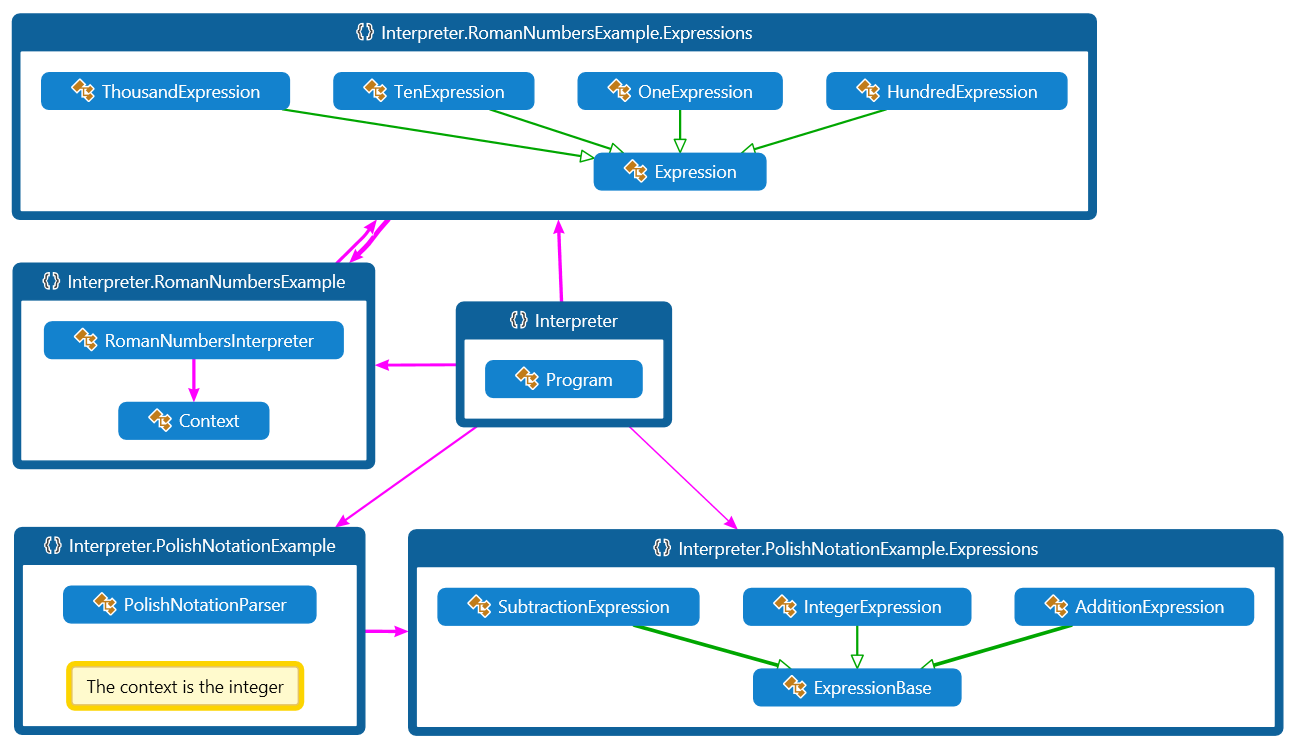 Interpreter.RomanNumbersExample.Expressions
ThousandExpression
TenExpression
OneExpression
HundredExpression
Expression
Interpreter.RomanNumbersExample
RomanNumbersInterpreter
Context
Interpreter
Program
Interpreter.PolishNotationExample
PolishNotationParser
The context is the integer
Interpreter.PolishNotationExample.Expressions
SubtractionExpression
IntegerExpression
AdditionExpression
ExpressionBase